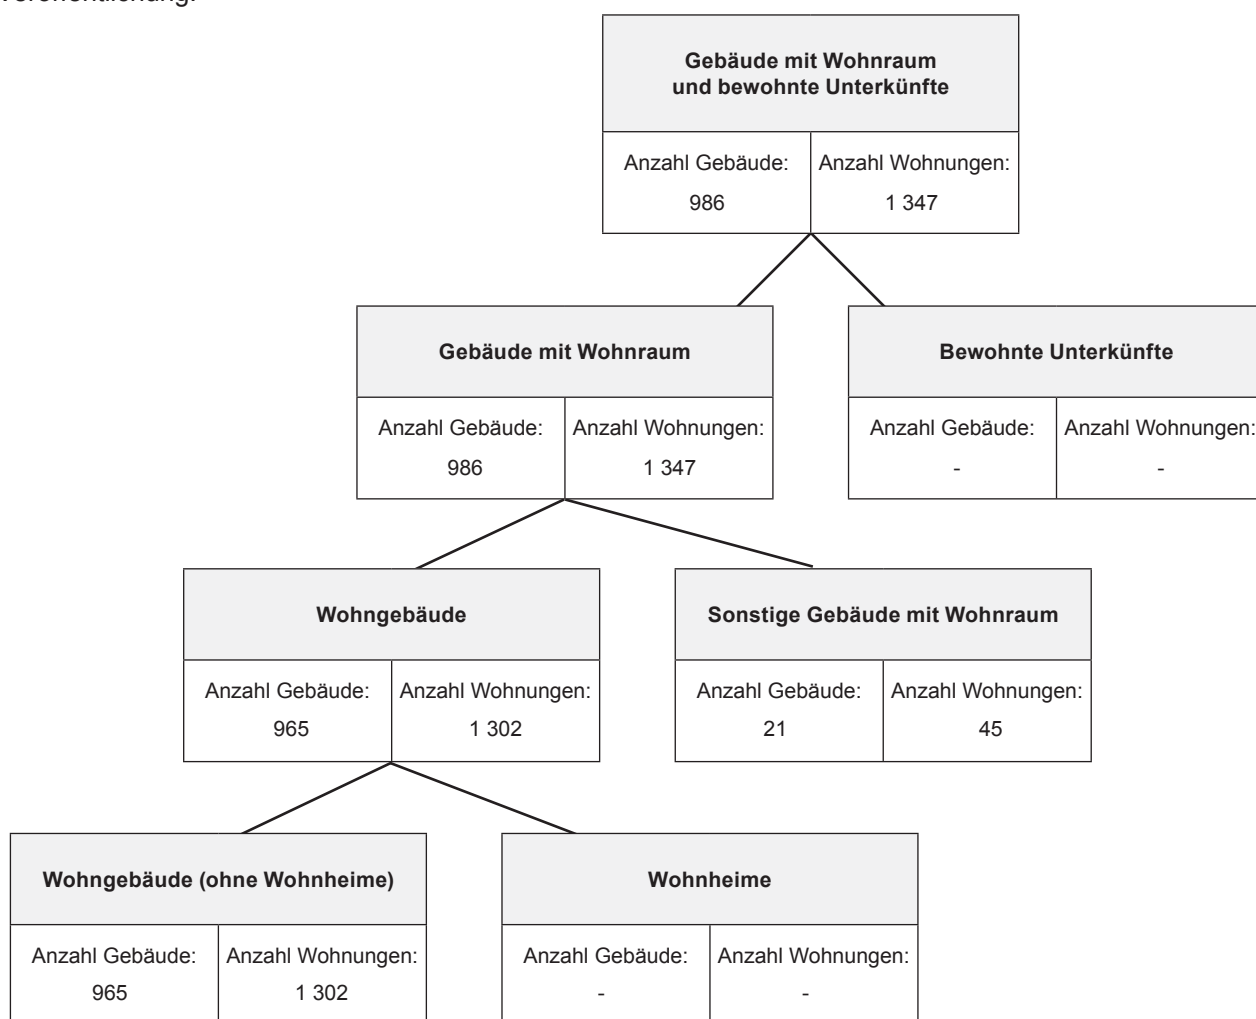 Veröffentlichung.
Gebäude mit Wohnraum
und bewohnte Unterkünfte
Anzahl Gebäude: Anzahl Wohnungen:
986 1 347
Gebäude mit Wohnraum Bewohnte Unterkünfte
Anzahl Gebäude: Anzahl Wohnungen: Anzahl Gebäude: Anzahl Wohnungen:
986 1 347 - -
Wohngebäude Sonstige Gebäude mit Wohnraum
Anzahl Gebäude: Anzahl Wohnungen: Anzahl Gebäude: Anzahl Wohnungen:
965 1 302 21 45
Wohngebäude (ohne Wohnheime) Wohnheime
Anzahl Gebäude: Anzahl Wohnungen: Anzahl Gebäude: Anzahl Wohnungen:
965 1 302 - -